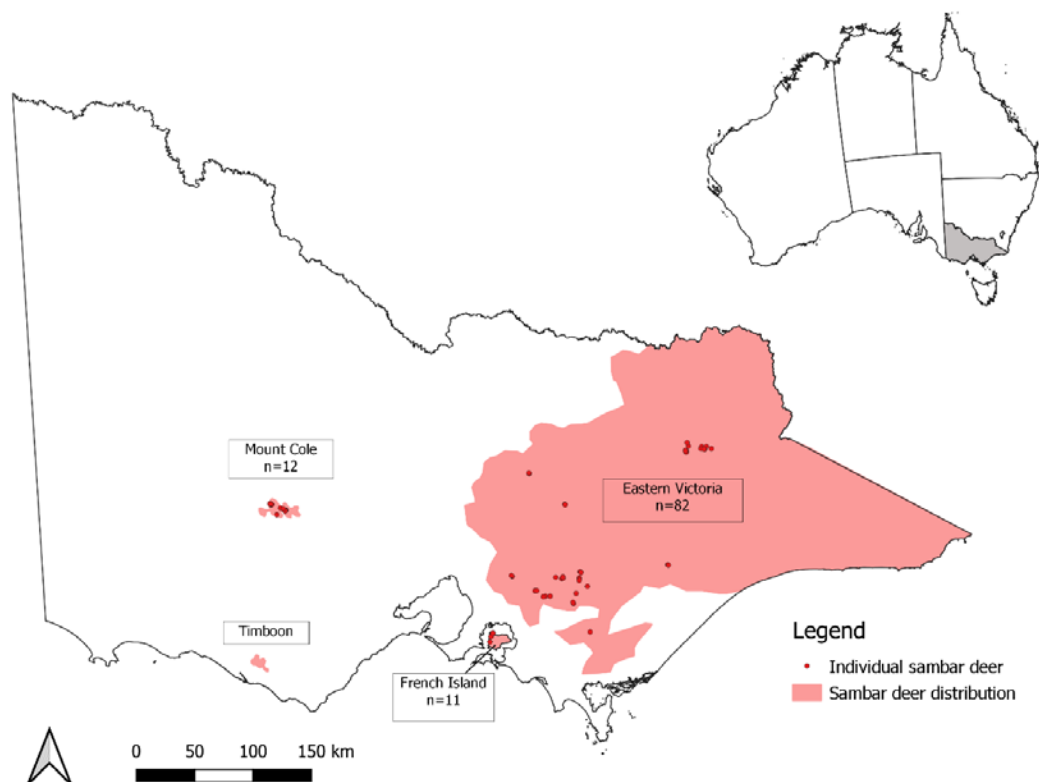 Mount Cole
n=12
Eastern Victoria
n=82
Timboon
French Island
n=11
Legend
Individual sambar deer
Sambar deer distribution
0 50 100 150 km